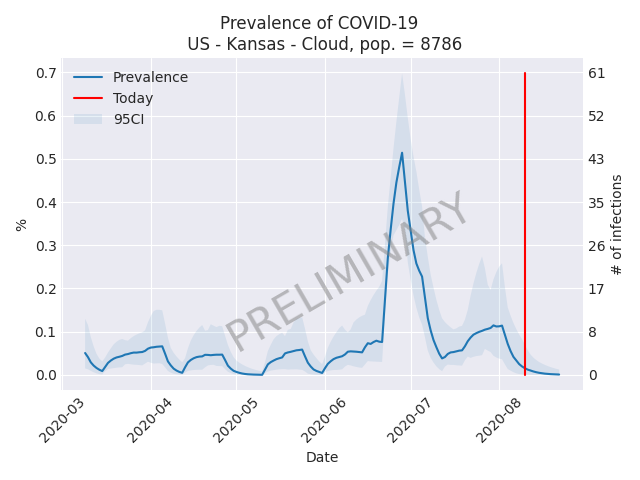 Prevalence of COVID-19
US - Kansas - Cloud, pop. = 8786
Prevalence
Today
95CI
PRELIMINARY
%
0.7
0.6
0.5
0.4
0.3
0.2
0.1
0.0
61
52
43
35
26
17
8
0
# of infections
2020-03
2020-04
2020-05
2020-06
2020-07
2020-08
Date